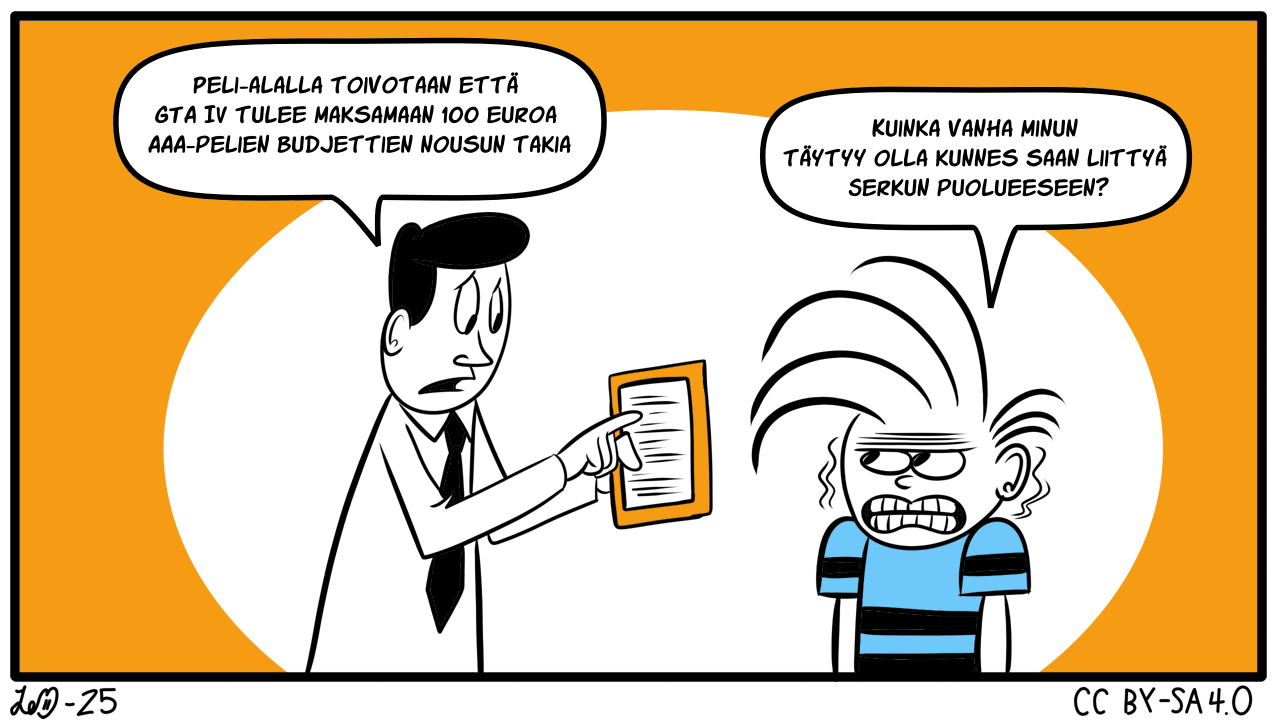 PELI-ALALLA TOIVOTAAN ETTÄ
GTA IV TULEE MAKSAMAAN 100 EUROA
AAA-PELIEN BUDJETTIEN NOUSUN TAKIA
KUINKA VANHA MINUN
TÄYTYY OLLA KUNNES SAAN LIITTYÄ
SERKUN PUOLUEESEEN?
-25
CC BY-SA 4.0